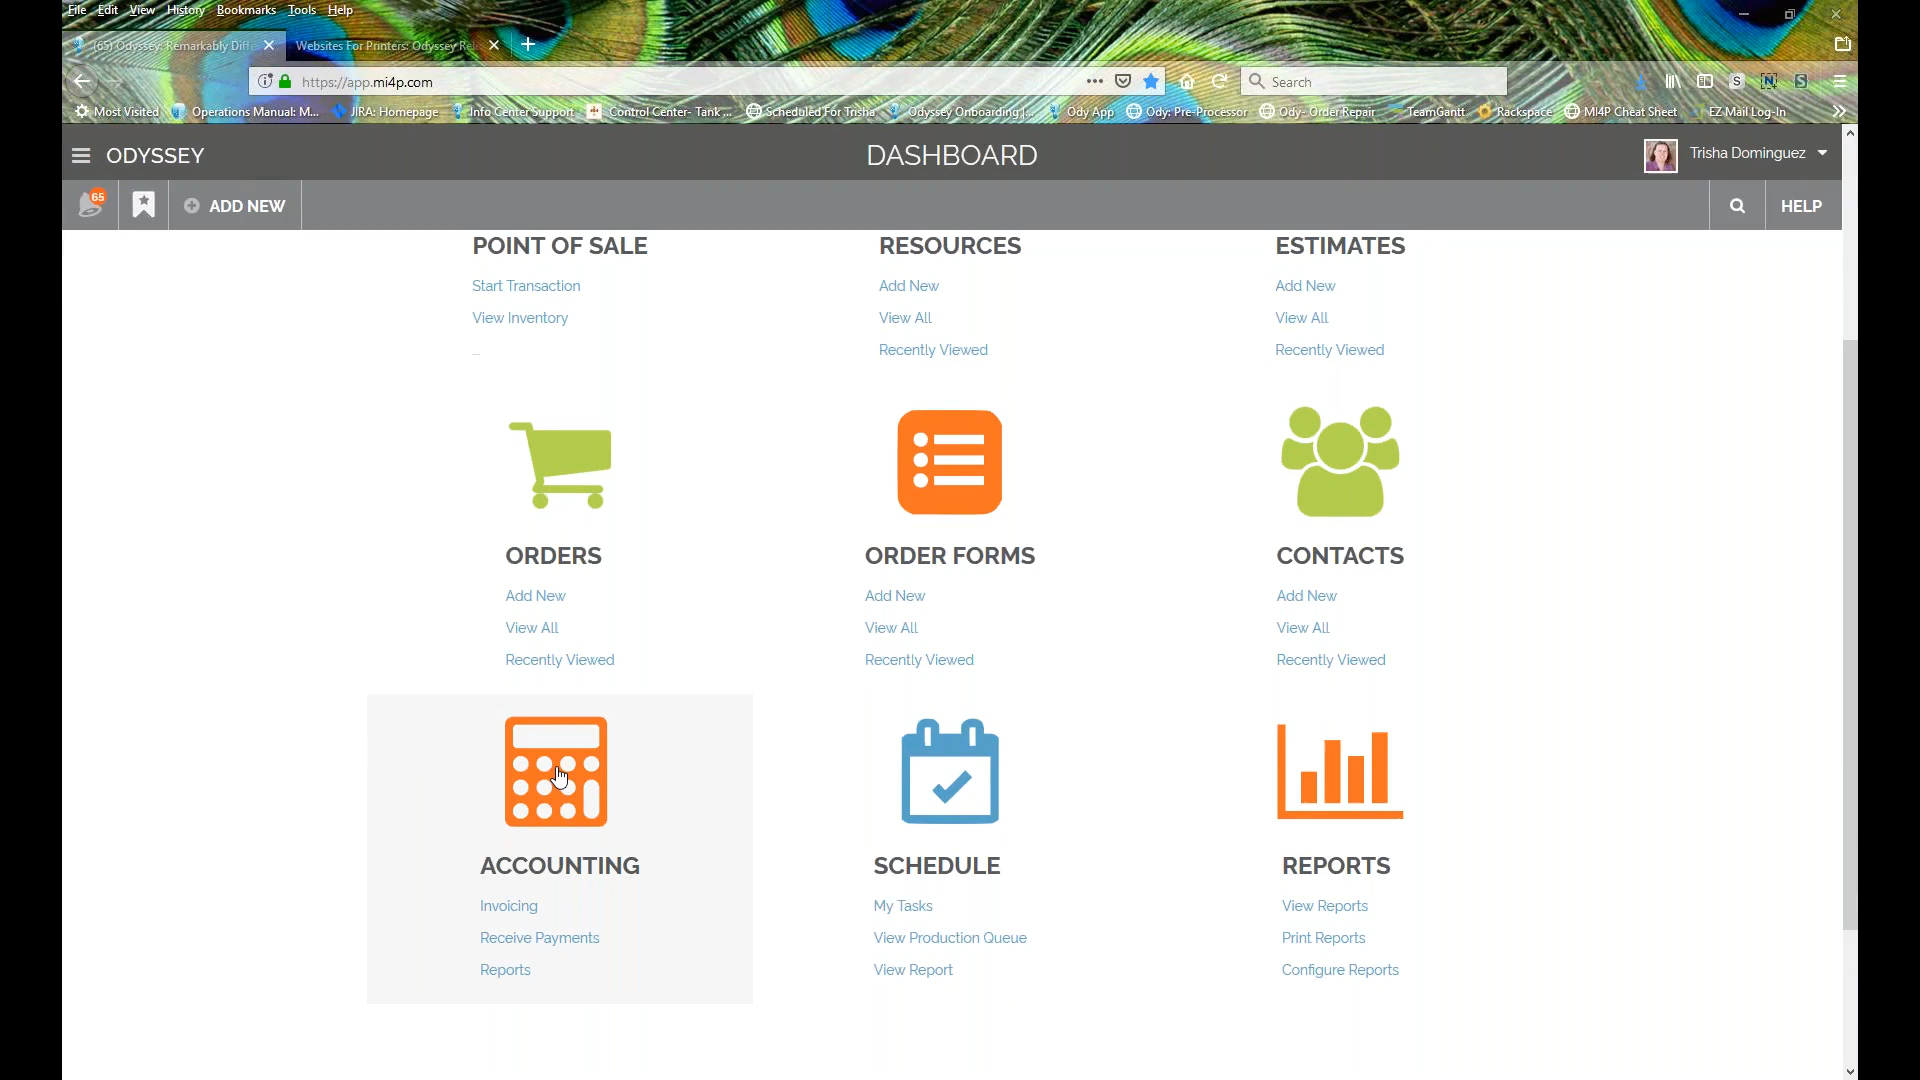 File Edit View History Bookmarks Tools Help
(65) Odyssey: Remarkably Diffe
Websites For Printers: Odyssey Rel
https://app.mi4p.com
Search
Most Visited Operations Manual: M... JIRA: Homepage Info Center Support Control Center- Tank ... Scheduled For Trisha Odyssey Onboarding |... Ody App Ody: Pre-Processor Ody- Order Repair TeamGantt Rackspace MI4P Cheat Sheet EZ Mail Log-In
ODYSSEY
DASHBOARD
Trisha Dominguez
65
ADD NEW
HELP
POINT OF SALE
Start Transaction
View Inventory
...
RESOURCES
Add New
View All
Recently Viewed
ESTIMATES
Add New
View All
Recently Viewed
ORDERS
Add New
View All
Recently Viewed
ORDER FORMS
Add New
View All
Recently Viewed
CONTACTS
Add New
View All
Recently Viewed
ACCOUNTING
Invoicing
Receive Payments
Reports
SCHEDULE
My Tasks
View Production Queue
View Report
REPORTS
View Reports
Print Reports
Configure Reports